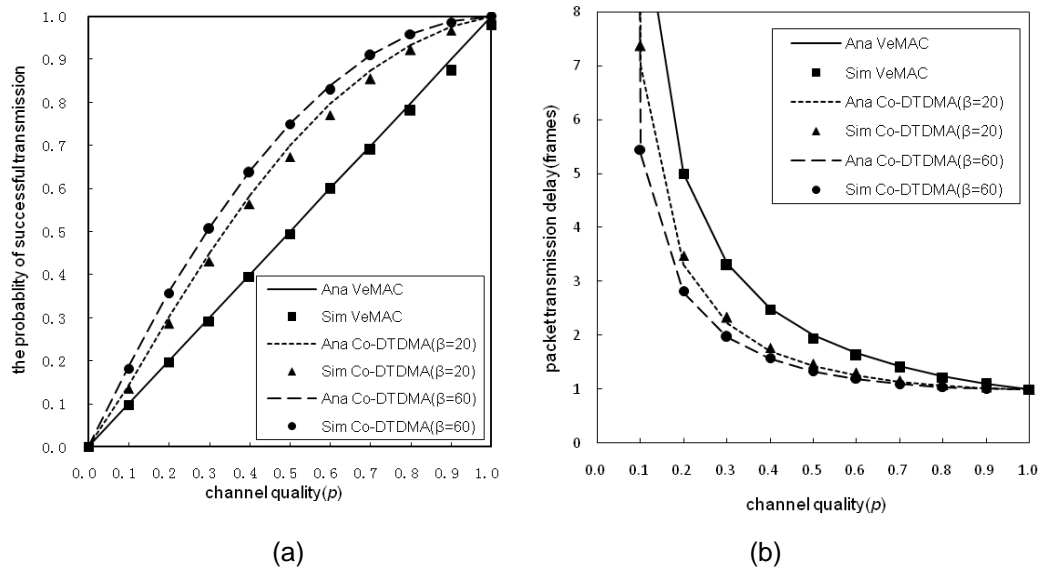 1. 0
0. 9
0. 8
0. 7
0. 6
0. 5
0. 4
0. 3
0. 2
0. 1
0. 0
the probablity of successful transmission
Ana VeMAC
Sim VeMAC
Ana Co-DTDMA(β=20)
Sim Co-DTDMA(β=20)
Ana Co-DTDMA(β=60)
Sim Co-DTDMA(β=60)
0. 0 0. 1 0. 2 0. 3 0. 4 0. 5 0. 6 0. 7 0. 8 0. 9 1. 0
channel quality(p)
(a)
8
7
6
5
4
3
2
1
0
packet transmission delay(frames)
Ana VeMAC
Sim VeMAC
Ana Co-DTDMA(β=20)
Sim Co-DTDMA(β=20)
Ana Co-DTDMA(β=60)
Sim Co-DTDMA(β=60)
0.0 0.1 0.2 0.3 0.4 0.5 0.6 0.7 0.8 0.9 1.0
channel quality(p)
(b)